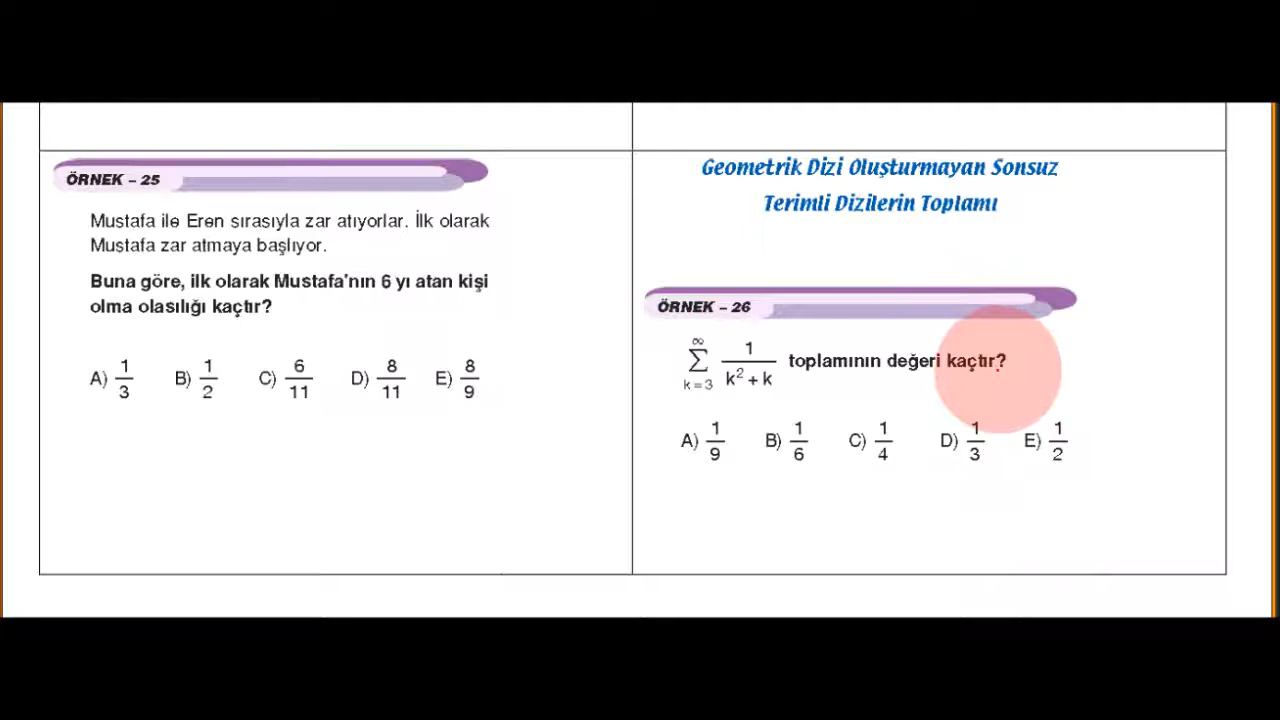 ÖRNEK – 25
Mustafa ile Eren sırasıyla zar atıyorlar. İlk olarak
Mustafa zar atmaya başlıyor.
Buna göre, ilk olarak Mustafa'nın 6 yı atan kişi
olma olasılığı kaçtır?
A) 1/3 B) 1/2 C) 6/11 D) 8/11 E) 8/9
Geometrik Dizi Oluşturmayan Sonsuz
Terimli Dizilerin Toplamı
ÖRNEK – 26
∞ ∑ k = 3 1/(k² + k) toplamının değeri kaçtır?
A) 1/9 B) 1/6 C) 1/4 D) 1/3 E) 1/2